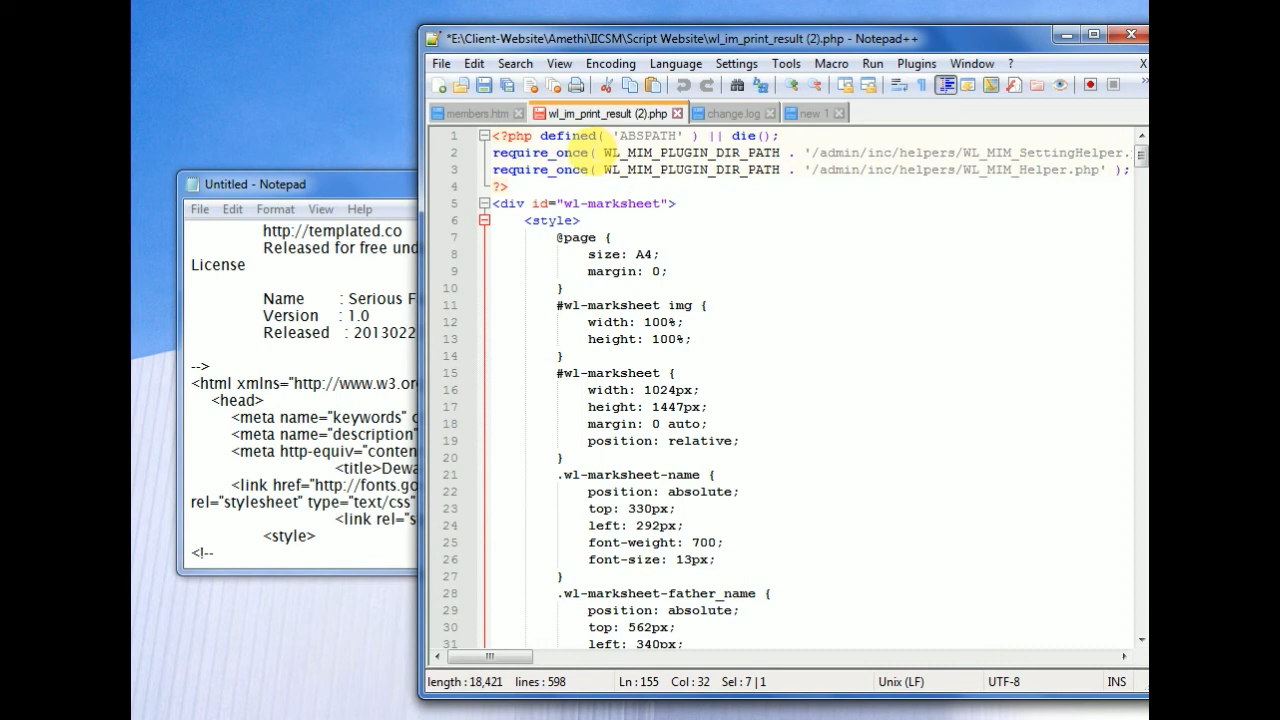 *E:\Client-Website\Amethi\IICSM\Script Website\wl_im_print_result (2).php - Notepad++
File Edit Search View Encoding Language Settings Tools Macro Run Plugins Window ? X
members.htm wl_im_print_result (2).php change.log new 1
1 <?php defined( 'ABSPATH' ) || die();
2 require_once( WL_MIM_PLUGIN_DIR_PATH . '/admin/inc/helpers/WL_MIM_SettingHelper.
3 require_once( WL_MIM_PLUGIN_DIR_PATH . '/admin/inc/helpers/WL_MIM_Helper.php' );
4 ?>
5 <div id="wl-marksheet">
6 <style>
7 @page {
8 size: A4;
9 margin: 0;
10 }
11 #wl-marksheet img {
12 width: 100%;
13 height: 100%;
14 }
15 #wl-marksheet {
16 width: 1024px;
17 height: 1447px;
18 margin: 0 auto;
19 position: relative;
20 }
21 .wl-marksheet-name {
22 position: absolute;
23 top: 330px;
24 left: 292px;
25 font-weight: 700;
26 font-size: 13px;
27 }
28 .wl-marksheet-father_name {
29 position: absolute;
30 top: 562px;
31 left: 340px;
length : 18,421 lines : 598 Ln : 155 Col : 32 Sel : 7 | 1 Unix (LF) UTF-8 INS
Untitled - Notepad
File Edit Format View Help
http://templated.co
Released for free und
License
Name : Serious F
Version : 1.0
Released : 2013022
-->
<html xmlns="http://www.w3.or
<head>
<meta name="keywords" c
<meta name="description"
<meta http-equiv="conten
<title>Dewa
<link href="http://fonts.go
rel="stylesheet" type="text/css"
<link rel="s
<style>
<!--